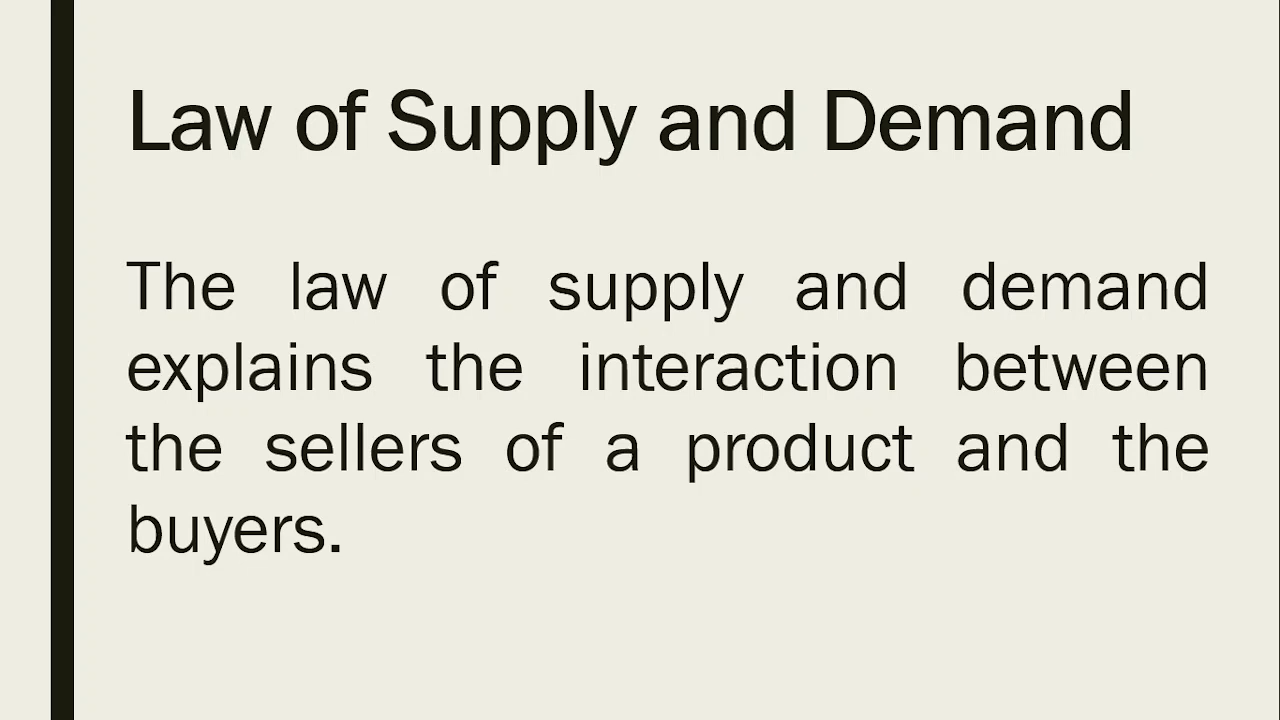 Law of Supply and Demand
The law of supply and demand
explains the interaction between
the sellers of a product and the
buyers.